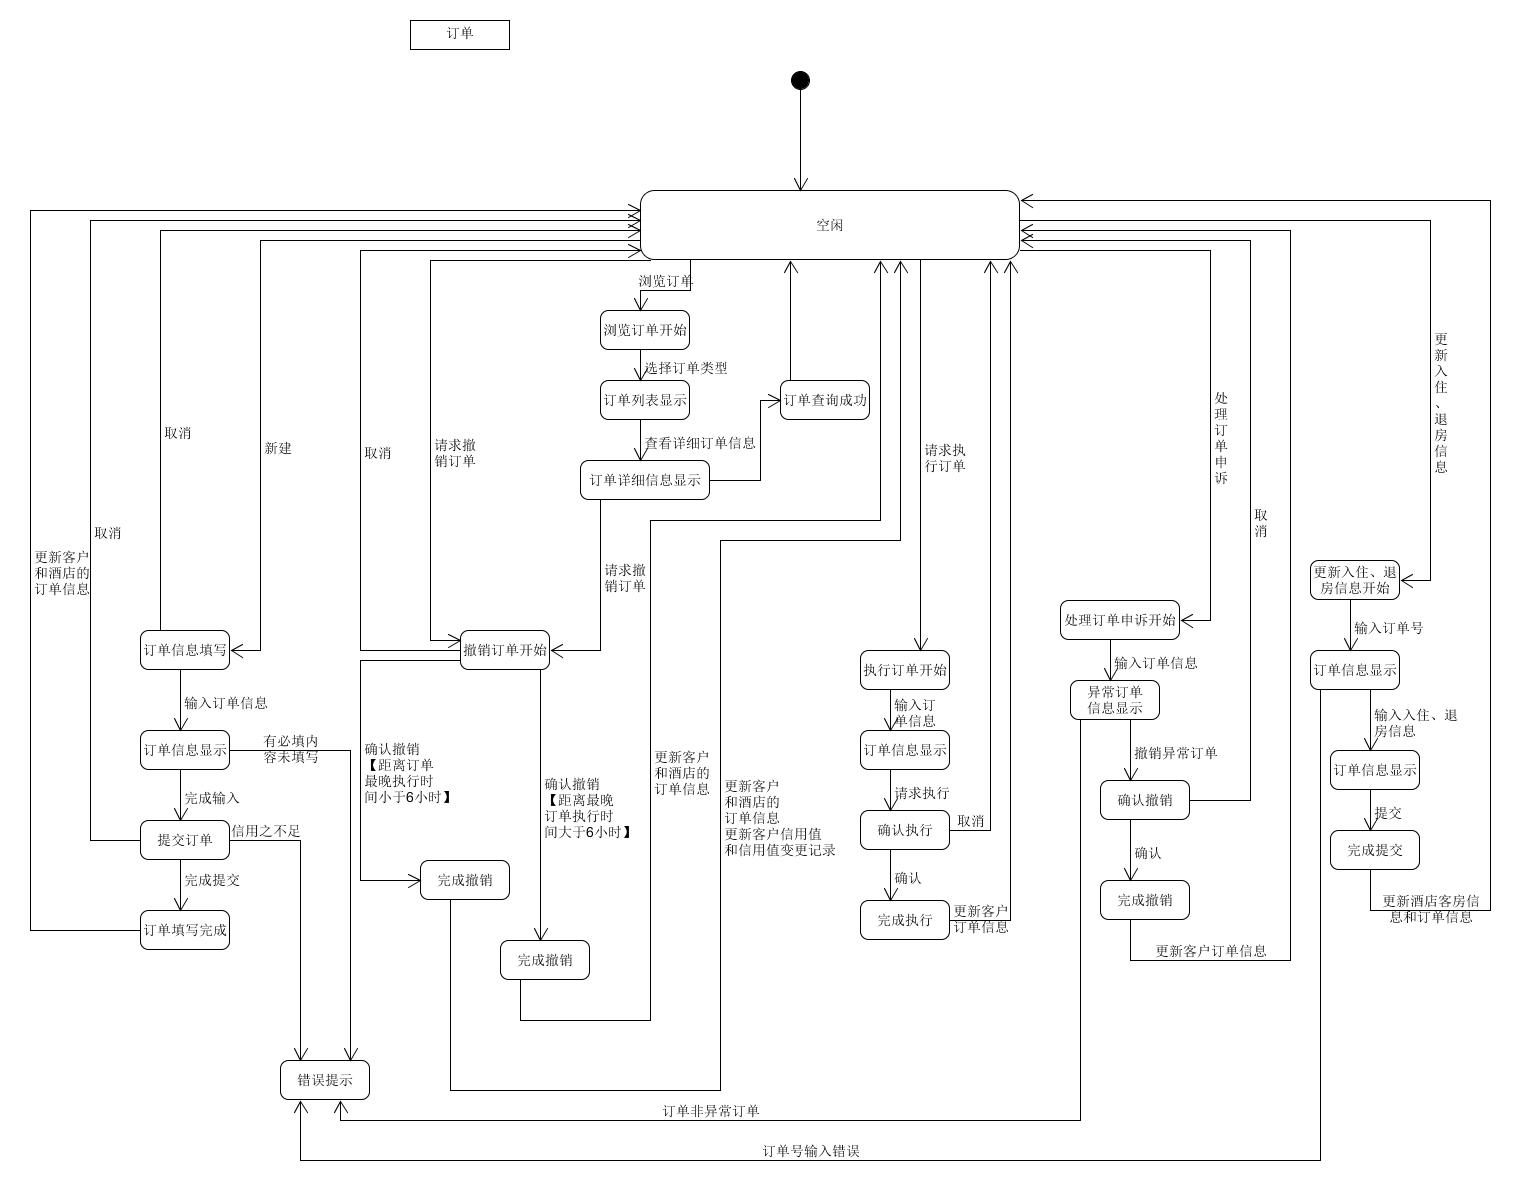 订单
空闲
浏览订单
浏览订单开始
选择订单类型
订单列表显示
订单查询成功
查看详细订单信息
订单详细信息显示
取消
新建
取消
请求撤
销订单
请求执
行订单
处理订单申诉
更新入住、退房信息
取消
更新客户
和酒店的
订单信息
请求撤
销订单
取消
更新入住、退
房信息开始
处理订单申诉开始
输入订单号
订单信息填写
撤销订单开始
执行订单开始
输入订单信息
订单信息显示
输入订单信息
输入订
单信息
异常订单
信息显示
输入入住、退
房信息
订单信息显示
有必填内
容未填写
确认撤销
【距离订单
最晚执行时
间小于6小时】
更新客户
和酒店的
订单信息
订单信息显示
撤销异常订单
订单信息显示
完成输入
确认撤销
【距离最晚
订单执行时
间大于6小时】
更新客户
和酒店的
订单信息
更新客户信用值
和信用值变更记录
请求执行
确认撤销
提交
提交订单
信用之不足
确认执行
取消
完成提交
完成提交
完成撤销
确认
确认
订单填写完成
完成执行
更新客户
订单信息
完成撤销
更新酒店客房信
息和订单信息
完成撤销
更新客户订单信息
错误提示
订单非异常订单
订单号输入错误